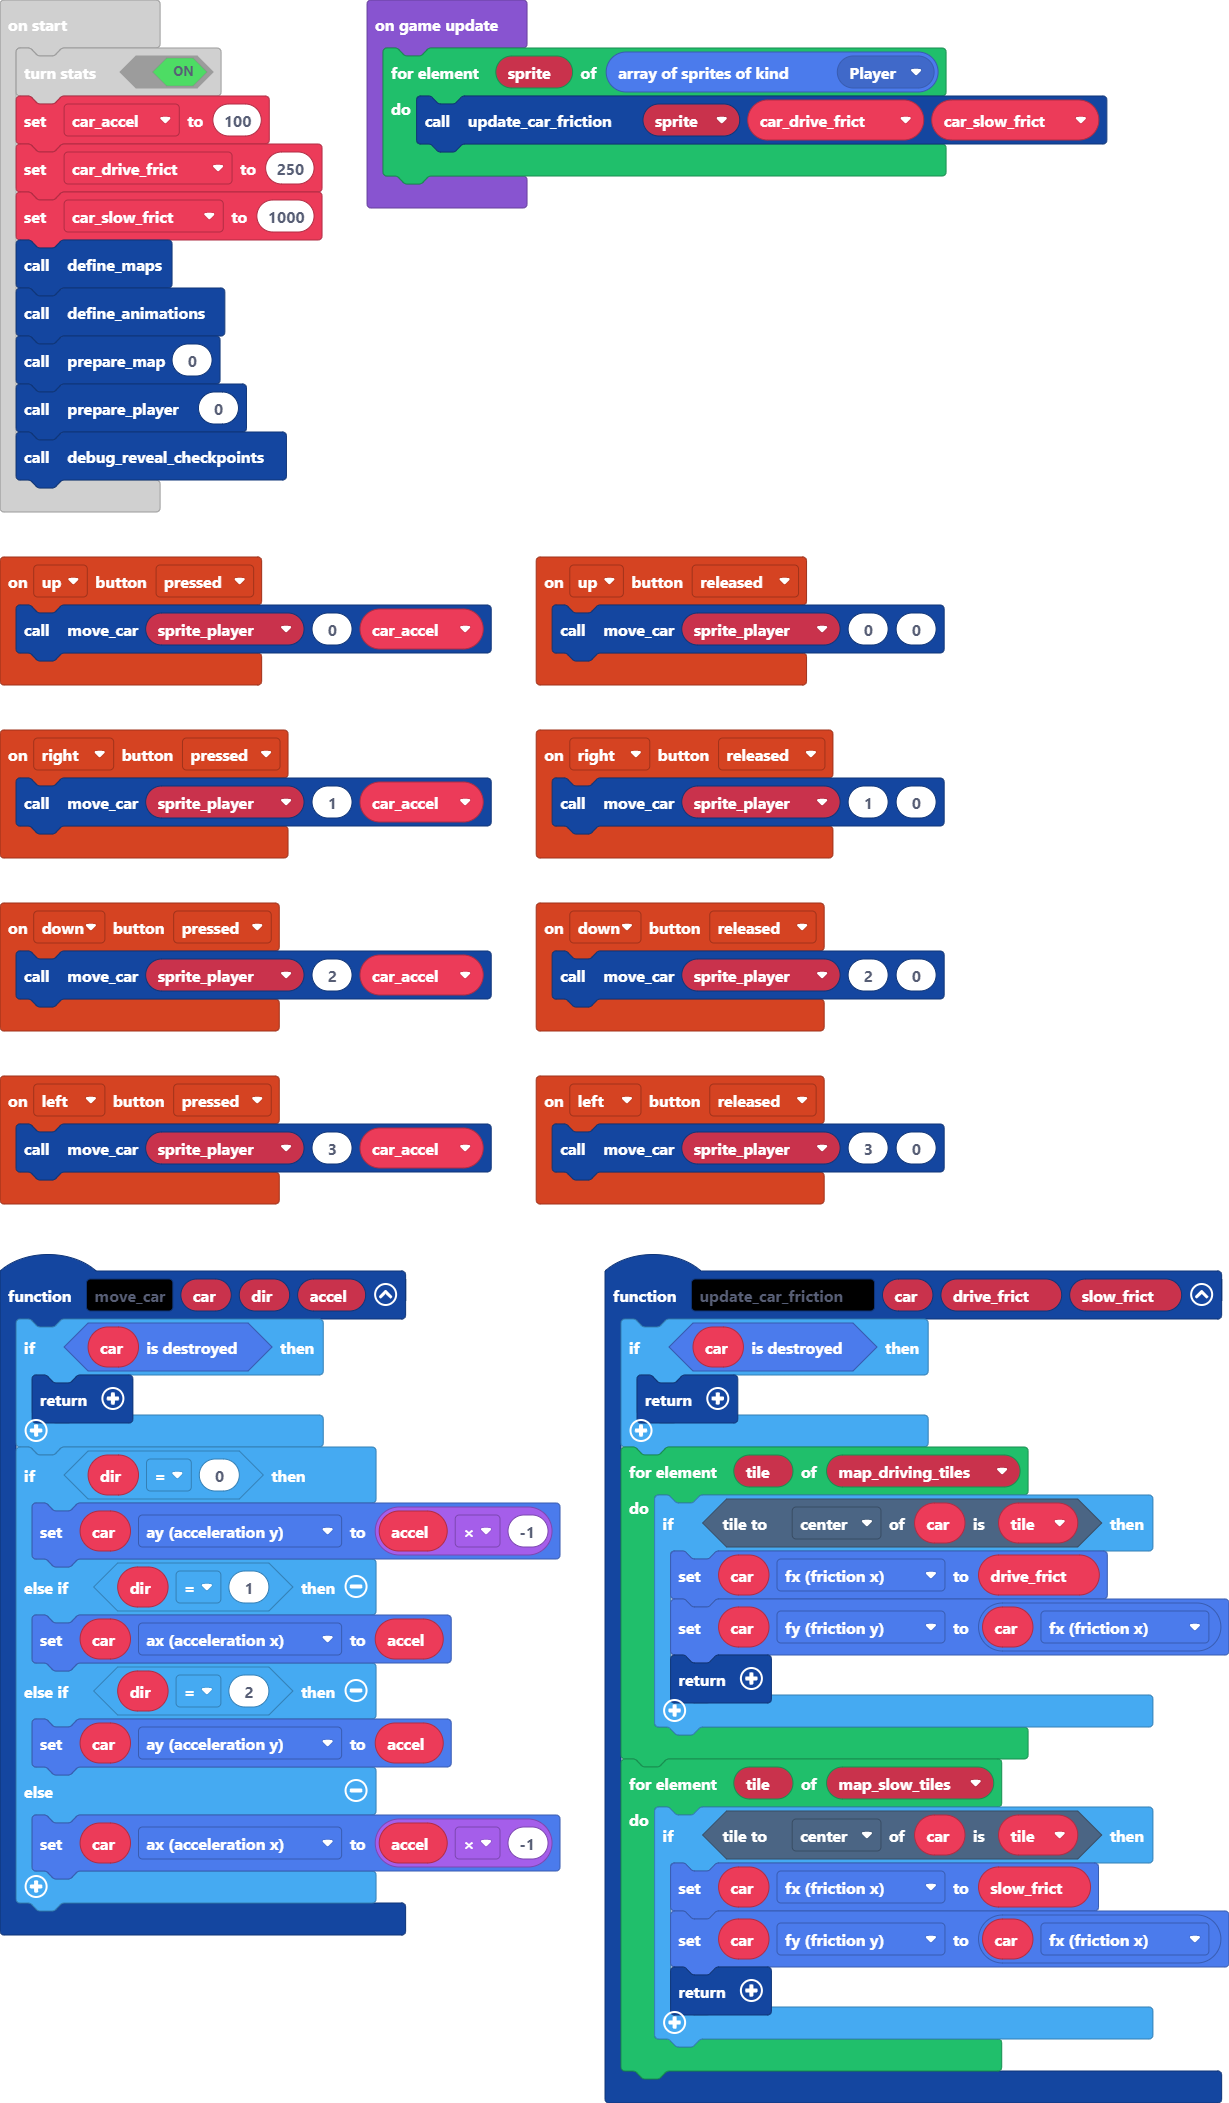 on start
turn stats ON
set car_accel to 100
set car_drive_frict to 250
set car_slow_frict to 1000
call define_maps
call define_animations
call prepare_map 0
call prepare_player 0
call debug_reveal_checkpoints
on game update
for element sprite of array of sprites of kind Player
do call update_car_friction sprite car_drive_frict car_slow_frict
on up button pressed
call move_car sprite_player 0 car_accel
on up button released
call move_car sprite_player 0 0
on right button pressed
call move_car sprite_player 1 car_accel
on right button released
call move_car sprite_player 1 0
on down button pressed
call move_car sprite_player 2 car_accel
on down button released
call move_car sprite_player 2 0
on left button pressed
call move_car sprite_player 3 car_accel
on left button released
call move_car sprite_player 3 0
function move_car car dir accel
if car is destroyed then
return
if dir = 0 then
set car ay (acceleration y) to accel × -1
else if dir = 1 then
set car ax (acceleration x) to accel
else if dir = 2 then
set car ay (acceleration y) to accel
else
set car ax (acceleration x) to accel × -1
function update_car_friction car drive_frict slow_frict
if car is destroyed then
return
for element tile of map_driving_tiles
do if tile to center of car is tile then
set car fx (friction x) to drive_frict
set car fy (friction y) to car fx (friction x)
return
for element tile of map_slow_tiles
do if tile to center of car is tile then
set car fx (friction x) to slow_frict
set car fy (friction y) to car fx (friction x)
return